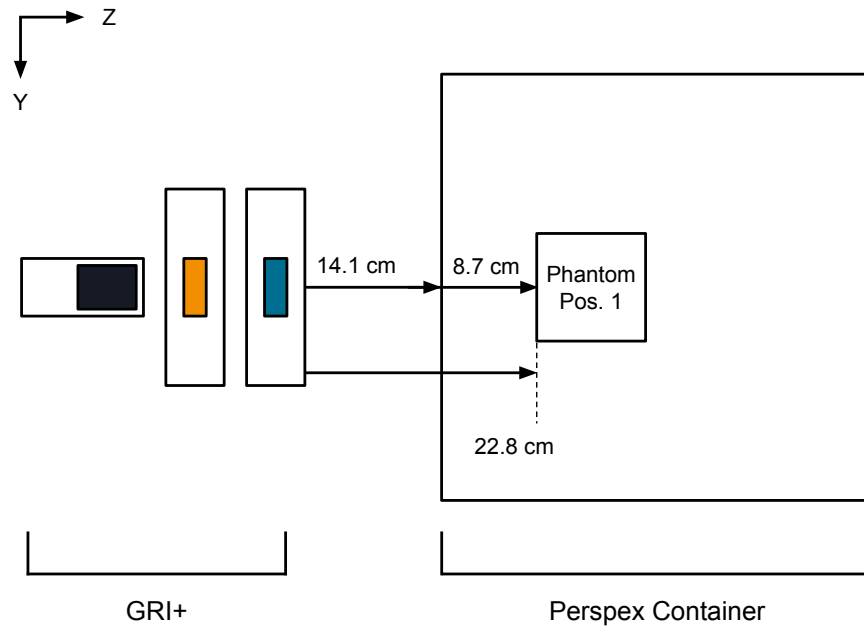 Z
Y
14.1 cm
8.7 cm
Phantom
Pos. 1
22.8 cm
GRI+
Perspex Container